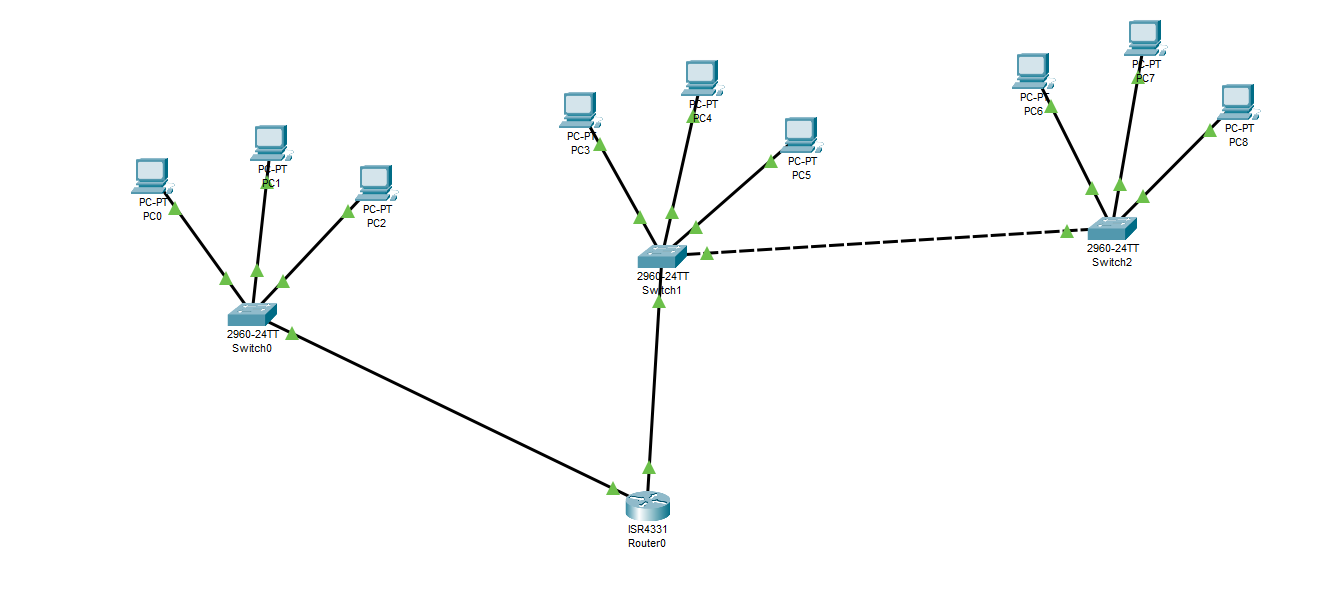 PC-PT
PC7
PC-PT
PC6
PC-PT
PC8
PC-PT
PC4
PC-PT
PC3
PC-PT
PC5
PC-PT
PC1
PC-PT
PC0
PC-PT
PC2
2960-24TT
Switch2
2960-24TT
Switch1
2960-24TT
Switch0
ISR4331
Router0